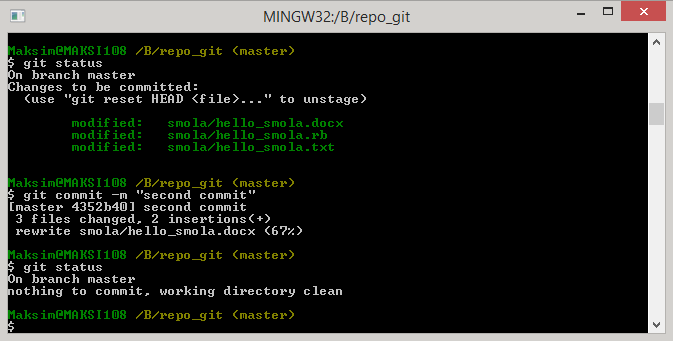 MINGW32:/B/repo_git
Maksim@MAKSI108 /B/repo_git (master)
$ git status
On branch master
Changes to be committed:
  (use "git reset HEAD <file>..." to unstage)
        modified:   smola/hello_smola.docx
        modified:   smola/hello_smola.rb
        modified:   smola/hello_smola.txt
Maksim@MAKSI108 /B/repo_git (master)
$ git commit -m "second commit"
[master 4352b40] second commit
 3 files changed, 2 insertions(+)
 rewrite smola/hello_smola.docx (67%)
Maksim@MAKSI108 /B/repo_git (master)
$ git status
On branch master
nothing to commit, working directory clean
Maksim@MAKSI108 /B/repo_git (master)
$